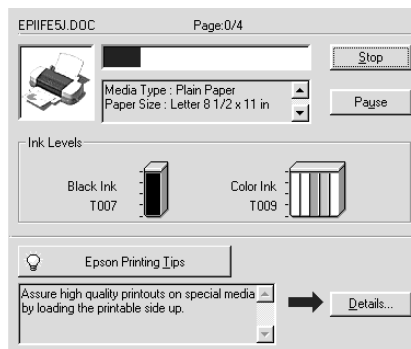 EPIIFE5J.DOC Page:0/4
Stop
Media Type : Plain Paper
Paper Size : Letter 8 1/2 x 11 in
Pause
Ink Levels
Black Ink
T007
Color Ink
T009
Epson Printing Tips
Assure high quality printouts on special media
by loading the printable side up.
Details...